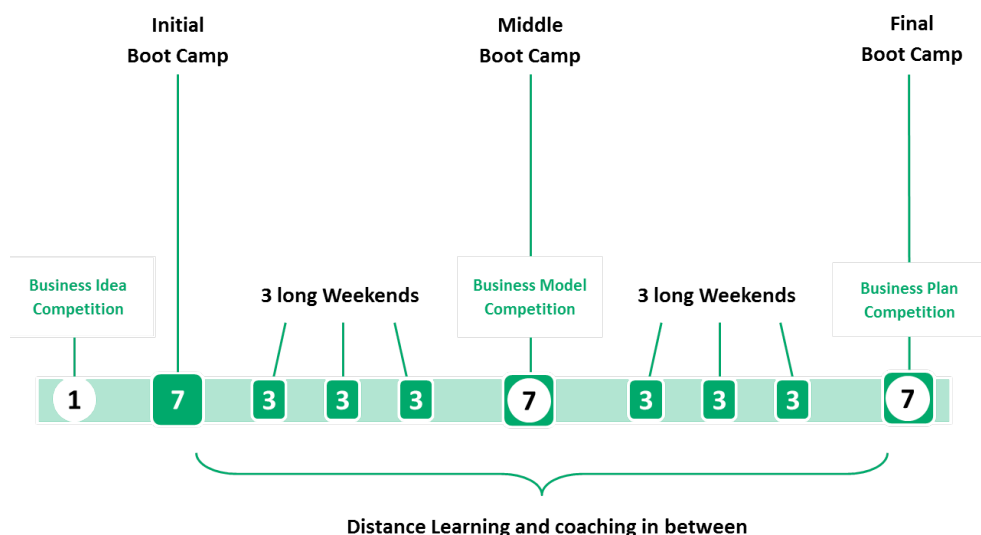 Initial
Boot Camp
Middle
Boot Camp
Final
Boot Camp
Business Idea
Competition
3 long Weekends
Business Model
Competition
3 long Weekends
Business Plan
Competition
1
7
3
3
3
7
3
3
3
7
Distance Learning and coaching in between